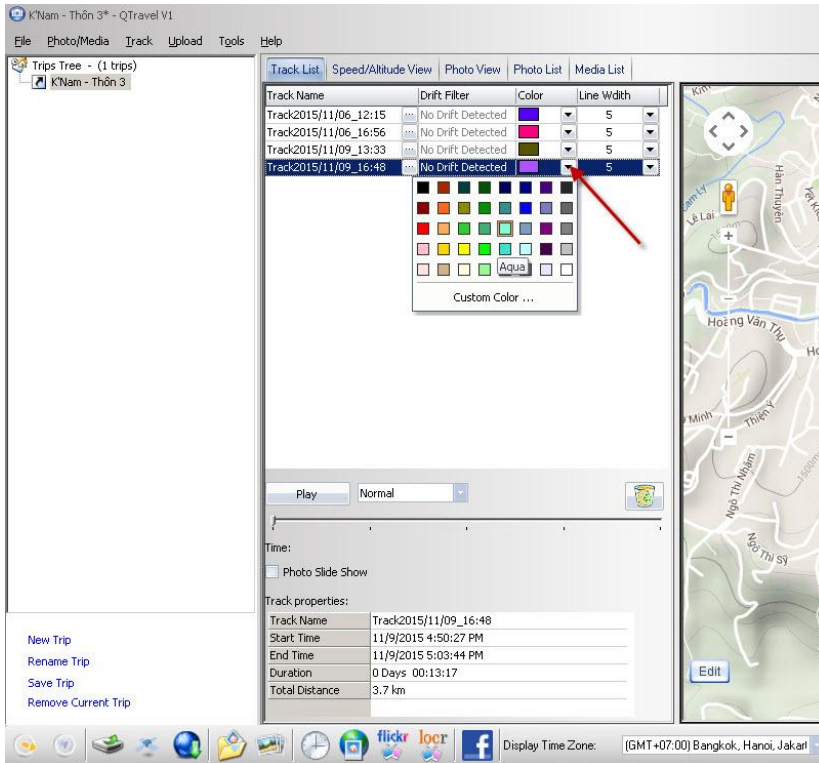 K'Nam - Thôn 3* - QTravel V1
File Photo/Media Track Upload Tools Help
Trips Tree - (1 trips)
K'Nam - Thôn 3
Track List Speed/Altitude View Photo View Photo List Media List
Track Name Drift Filter Color Line Wdith
Track2015/11/06_12:15 ... No Drift Detected 5
Track2015/11/06_16:56 ... No Drift Detected 5
Track2015/11/09_13:33 ... No Drift Detected 5
Track2015/11/09_16:48 ... No Drift Detected 5
Aqua
Custom Color ...
Play Normal
Time:
Photo Slide Show
Track properties:
Track Name Track2015/11/09_16:48
Start Time 11/9/2015 4:50:27 PM
End Time 11/9/2015 5:03:44 PM
Duration 0 Days 00:13:17
Total Distance 3.7 km
New Trip
Rename Trip
Save Trip
Remove Current Trip
Hàn Thuyên
Lê Lai
Hoàng Văn Thụ
Minh
Thiện Ý
Ngô Thì Nhậm
1500m
Ngô Thì Sỹ
Edit
flickr locr f Display Time Zone: (GMT+07:00) Bangkok, Hanoi, Jakart